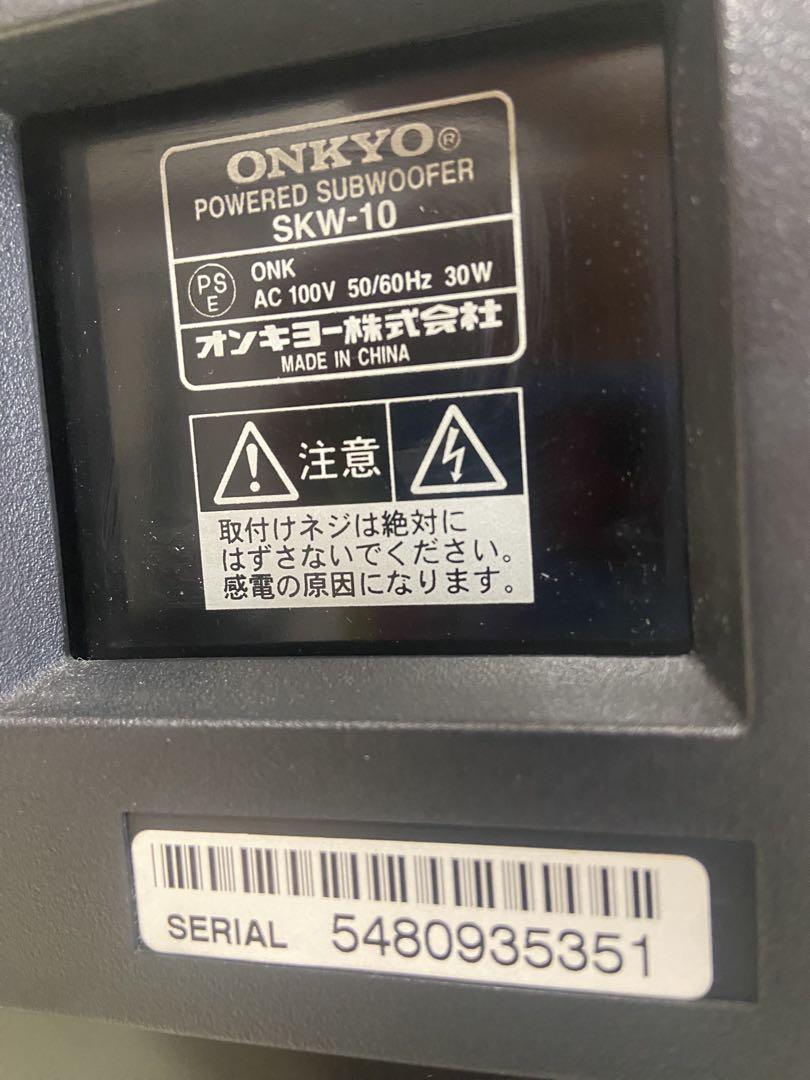 ONKYO®
POWERED SUBWOOFER
SKW-10
PS
E
ONK
AC 100V 50/60Hz 30W
オンキヨー株式会社
MADE IN CHINA
注意
取付けネジは絶対に
はずさないでください。
感電の原因になります。
SERIAL 5480935351